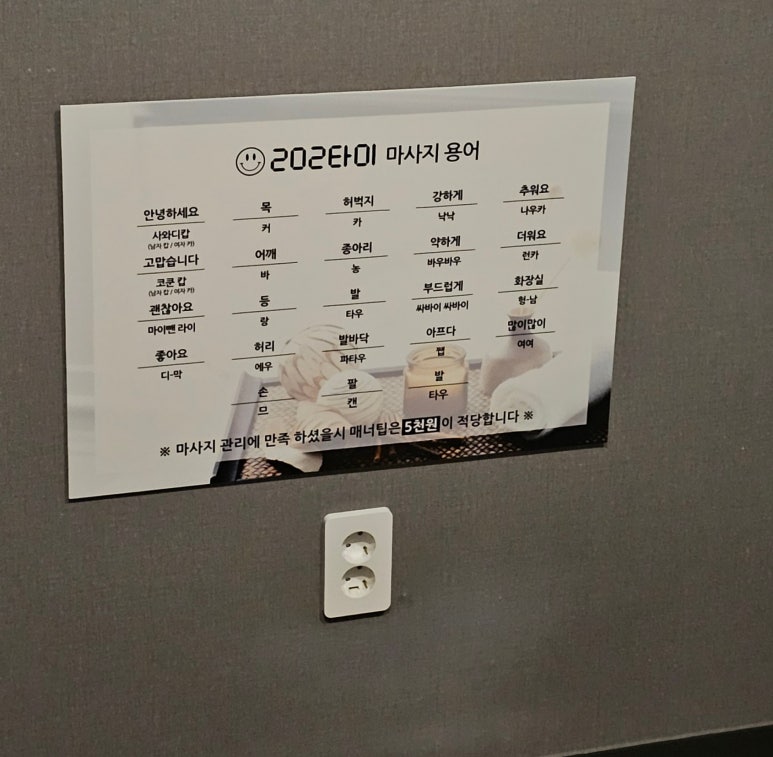 202타이 마사지 용어
안녕하세요
사와디캅
(남자 캅 / 여자 카)
고맙습니다
코쿤 캅
(남자 캅 / 여자 카)
괜찮아요
마이뺀 라이
좋아요
디-막
목
커
어깨
바
등
랑
허리
에우
손
므
허벅지
카
종아리
농
발
타우
발바닥
파타우
팔
캔
강하게
낙낙
약하게
바우바우
부드럽게
싸바이 싸바이
아프다
쩹
발
타우
추워요
나우카
더워요
런카
화장실
헝-남
많이많이
여여
※ 마사지 관리에 만족 하셨을시 매너팁은 5천원이 적당합니다 ※